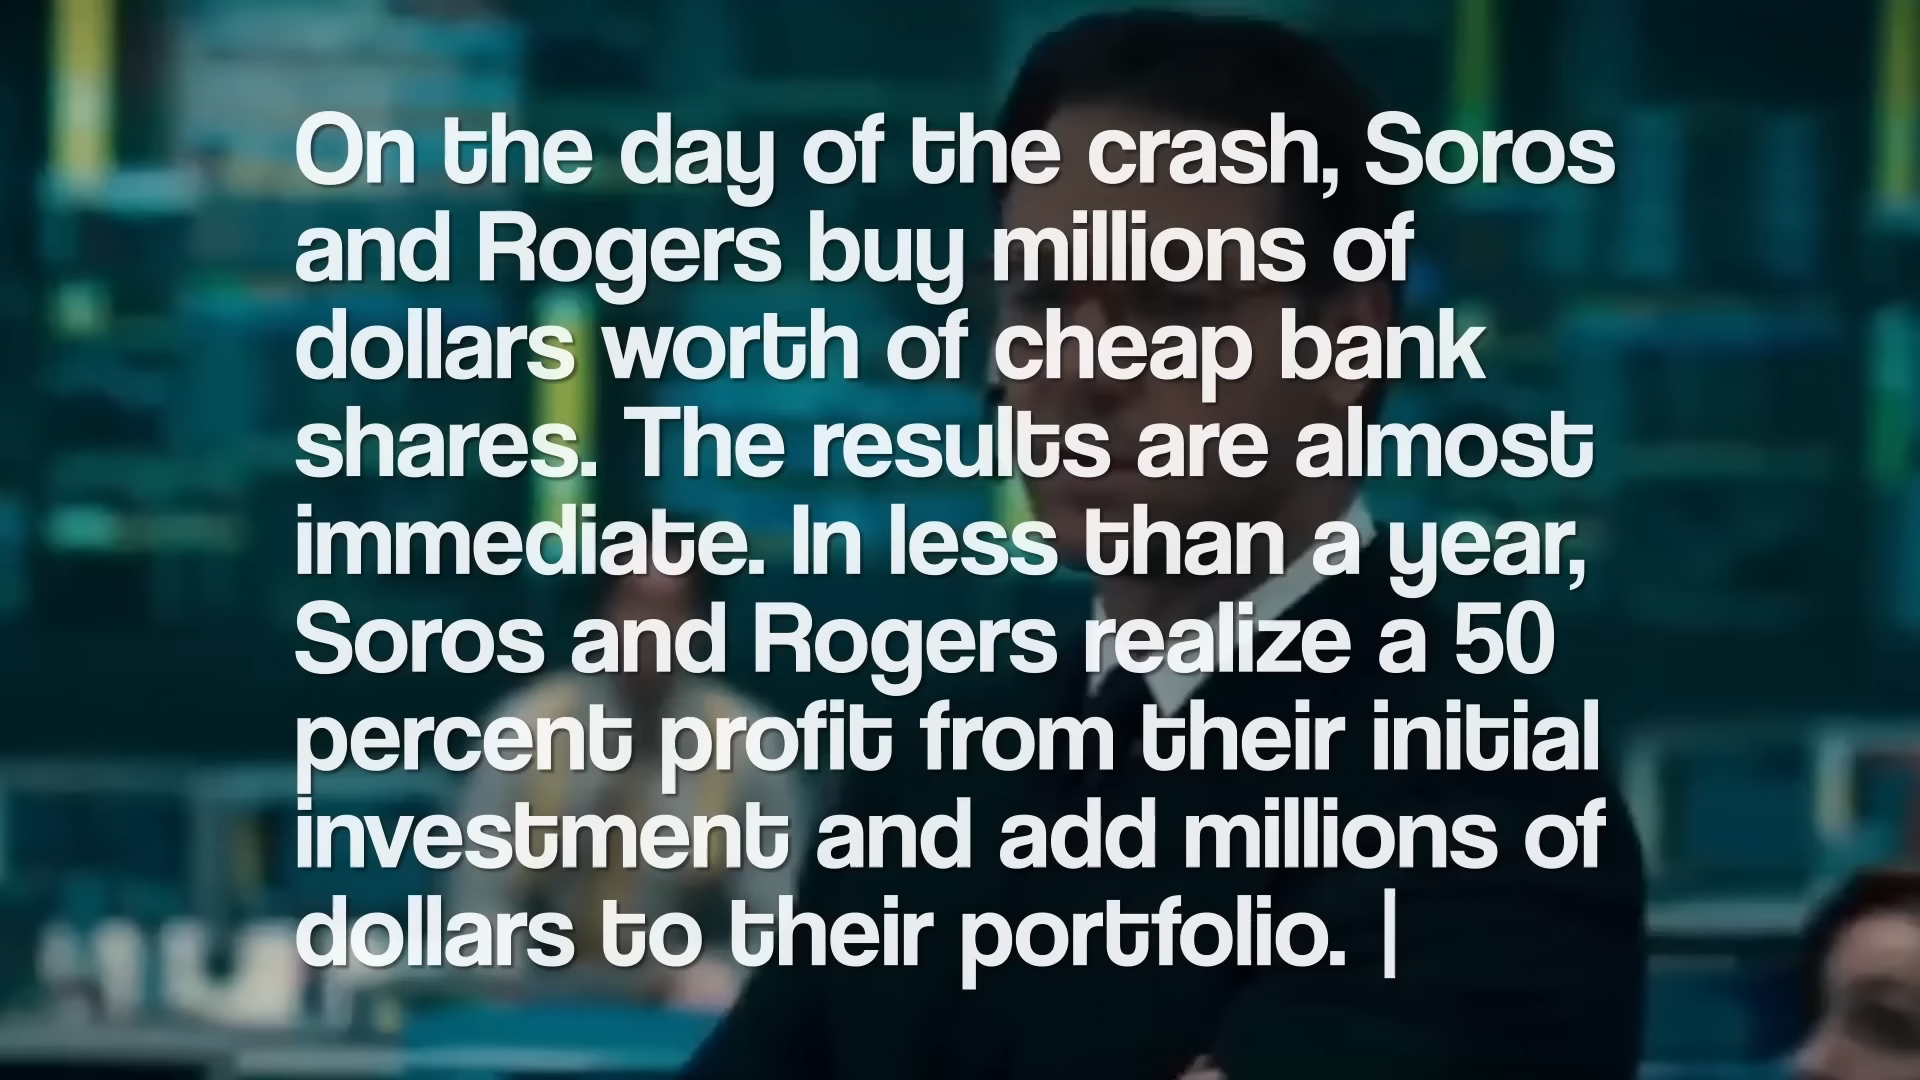 On the day of the crash, Soros
and Rogers buy millions of
dollars worth of cheap bank
shares. The results are almost
immediate. In less than a year,
Soros and Rogers realize a 50
percent profit from their initial
investment and add millions of
dollars to their portfolio. |